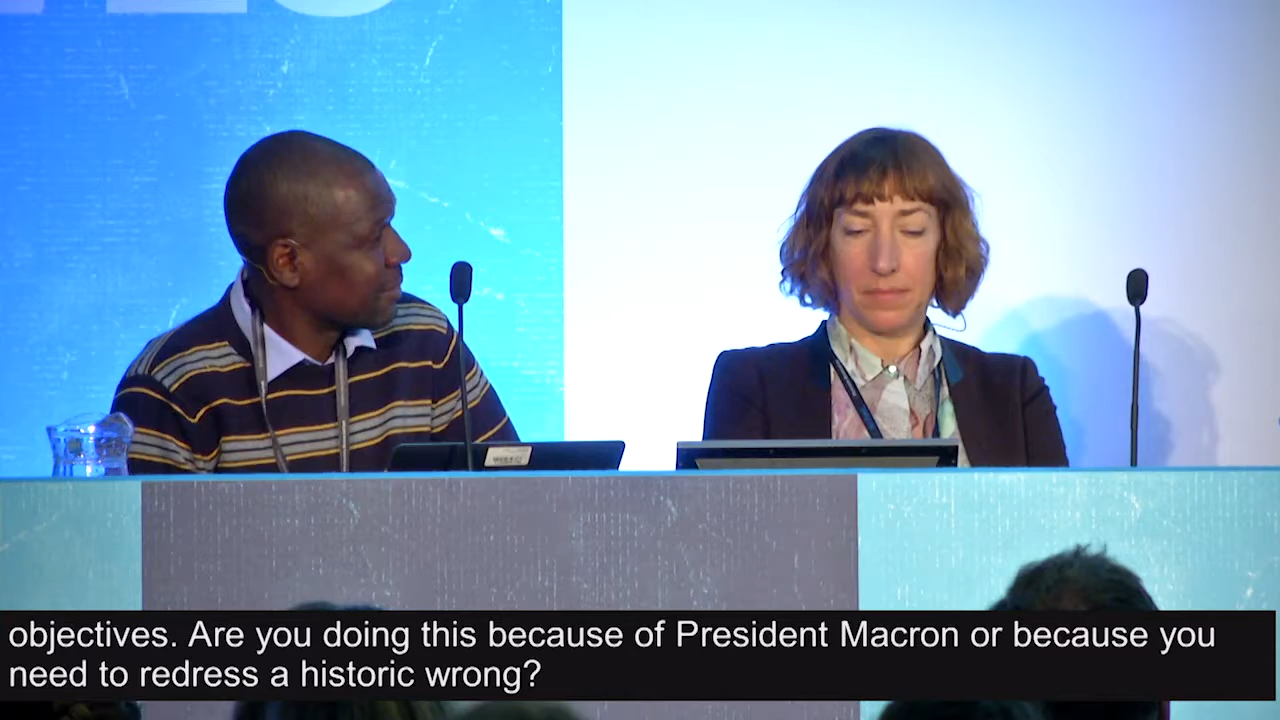 objectives. Are you doing this because of President Macron or because you
need to redress a historic wrong?